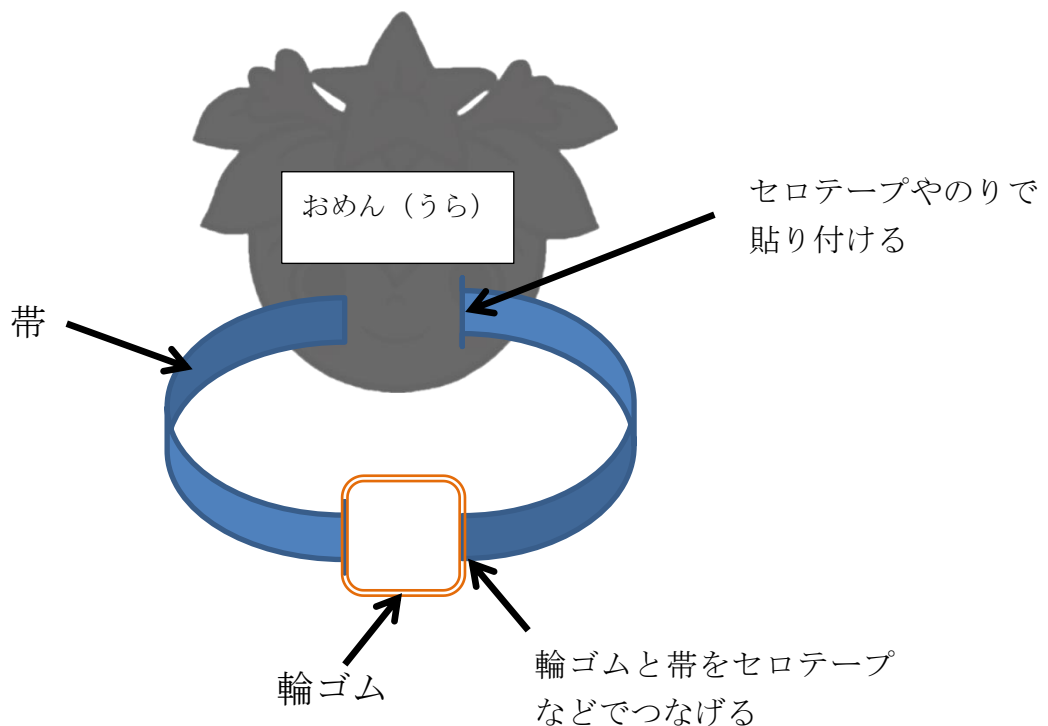 おめん（うら）
セロテープやのりで
貼り付ける
帯
輪ゴム
輪ゴムと帯をセロテープ
などでつなげる